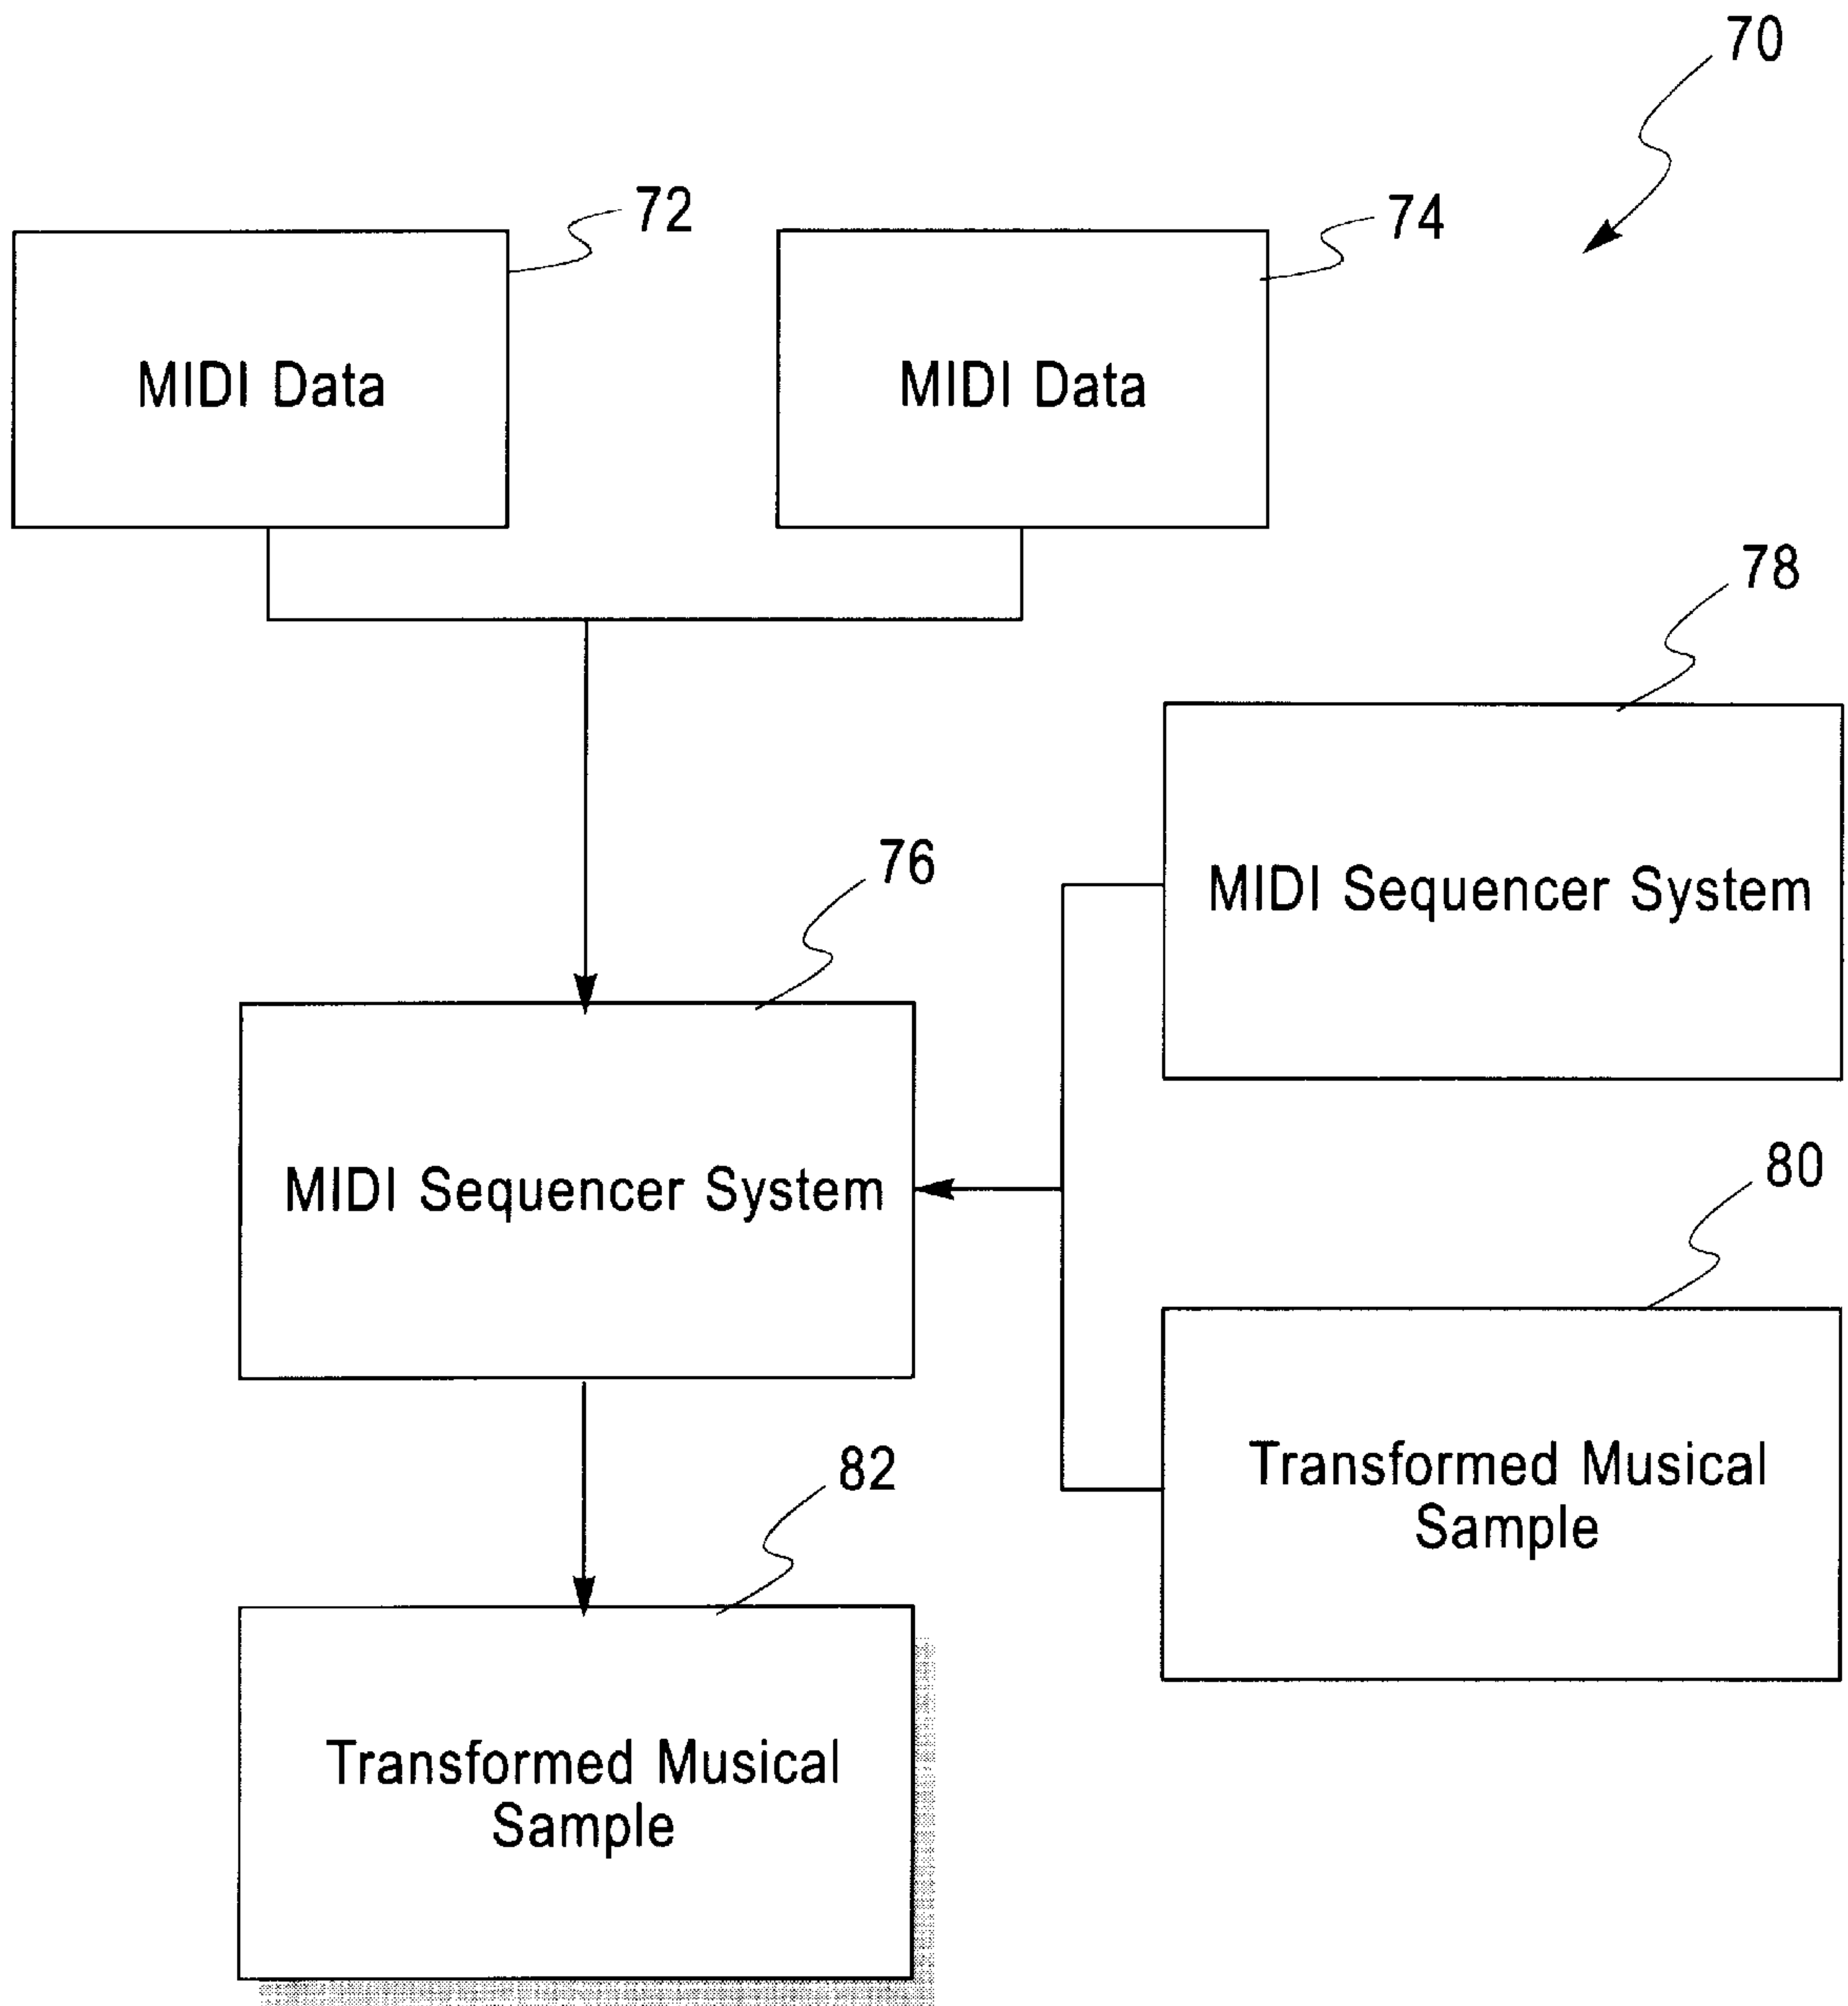 70
72
74
MIDI Data
MIDI Data
78
76
MIDI Sequencer System
80
MIDI Sequencer System
82
Transformed Musical
Sample
Transformed Musical
Sample